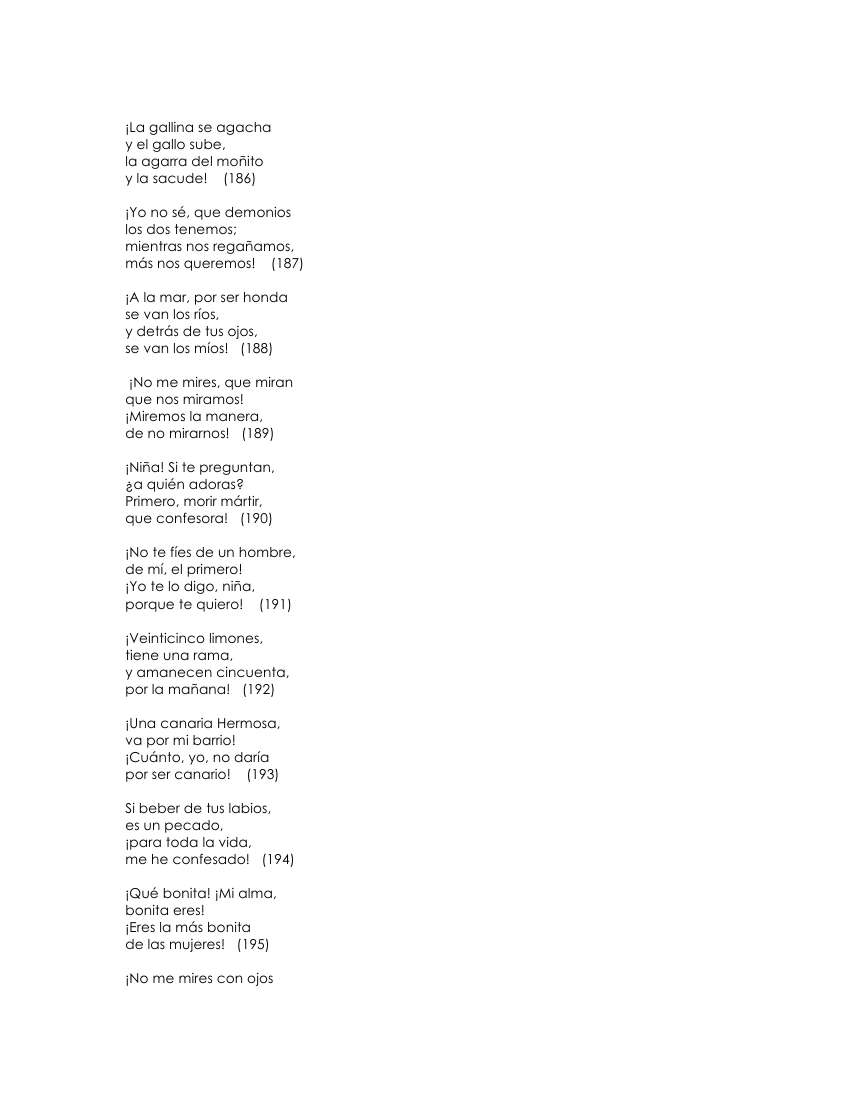 ¡La gallina se agacha
y el gallo sube,
la agarra del moñito
y la sacude! (186)
¡Yo no sé, que demonios
los dos tenemos;
mientras nos regañamos,
más nos queremos! (187)
¡A la mar, por ser honda
se van los ríos,
y detrás de tus ojos,
se van los míos! (188)
¡No me mires, que miran
que nos miramos!
¡Miremos la manera,
de no mirarnos! (189)
¡Niña! Si te preguntan,
¿a quién adoras?
Primero, morir mártir,
que confesora! (190)
¡No te fíes de un hombre,
de mí, el primero!
¡Yo te lo digo, niña,
porque te quiero! (191)
¡Veinticinco limones,
tiene una rama,
y amanecen cincuenta,
por la mañana! (192)
¡Una canaria Hermosa,
va por mi barrio!
¡Cuánto, yo, no daría
por ser canario! (193)
Si beber de tus labios,
es un pecado,
¡para toda la vida,
me he confesado! (194)
¡Qué bonita! ¡Mi alma,
bonita eres!
¡Eres la más bonita
de las mujeres! (195)
¡No me mires con ojos